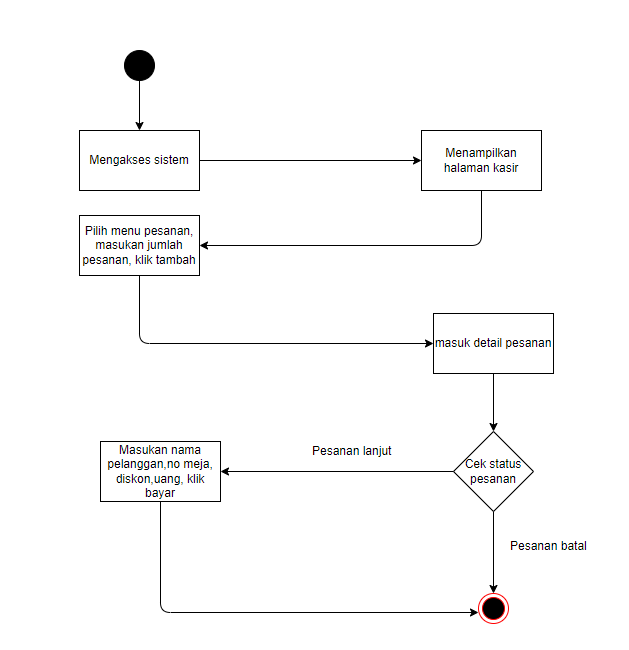 Mengakses sistem
Menampilkan
halaman kasir
Pilih menu pesanan,
masukan jumlah
pesanan, klik tambah
masuk detail pesanan
Cek status
pesanan
Pesanan lanjut
Masukan nama
pelanggan,no meja,
diskon,uang, klik
bayar
Pesanan batal